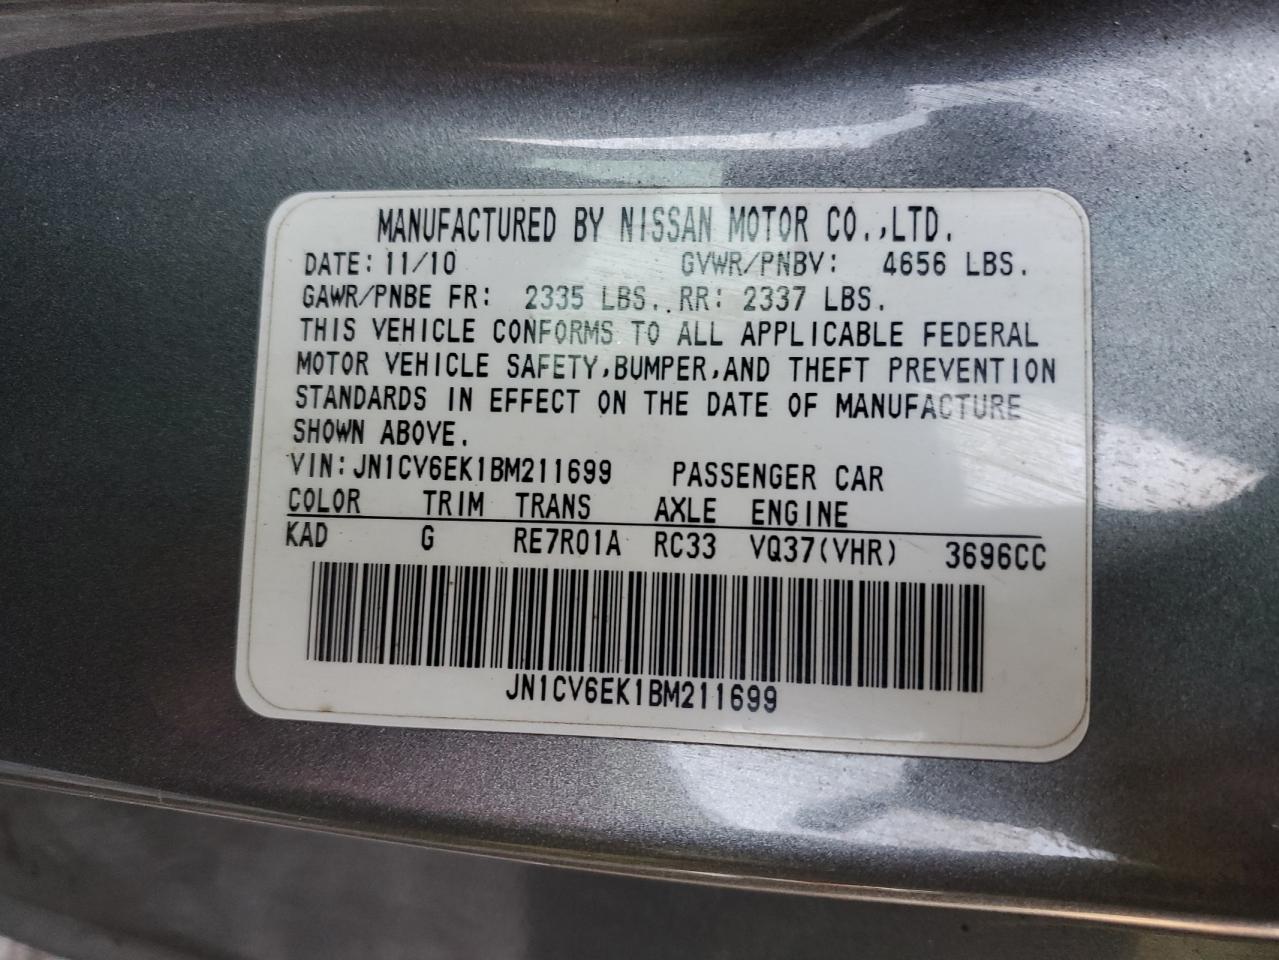 MANUFACTURED BY NISSAN MOTOR CO.,LTD.
DATE: 11/10 GVWR/PNBV: 4656 LBS.
GAWR/PNBE FR: 2335 LBS. RR: 2337 LBS.
THIS VEHICLE CONFORMS TO ALL APPLICABLE FEDERAL
MOTOR VEHICLE SAFETY,BUMPER,AND THEFT PREVENTION
STANDARDS IN EFFECT ON THE DATE OF MANUFACTURE
SHOWN ABOVE.
VIN: JN1CV6EK1BM211699 PASSENGER CAR
COLOR TRIM TRANS AXLE ENGINE
KAD G RE7R01A RC33 VQ37(VHR) 3696CC
JN1CV6EK1BM211699